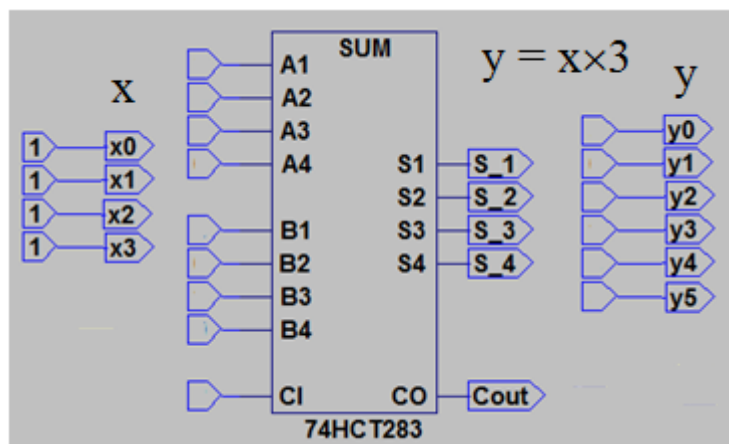 SUM
y = x×3
x
y
A1
A2
A3
A4
B1
B2
B3
B4
CI
S1
S2
S3
S4
CO
S_1
S_2
S_3
S_4
Cout
1 x0
1 x1
1 x2
1 x3
y0
y1
y2
y3
y4
y5
74HCT283